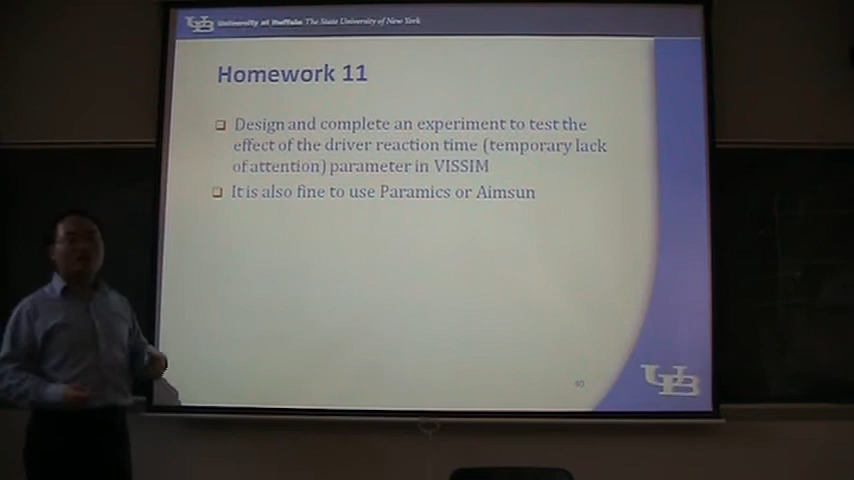 UB University at Buffalo The State University of New York
Homework 11
Design and complete an experiment to test the
effect of the driver reaction time (temporary lack
of attention) parameter in VISSIM
It is also fine to use Paramics or Aimsun
40
UB